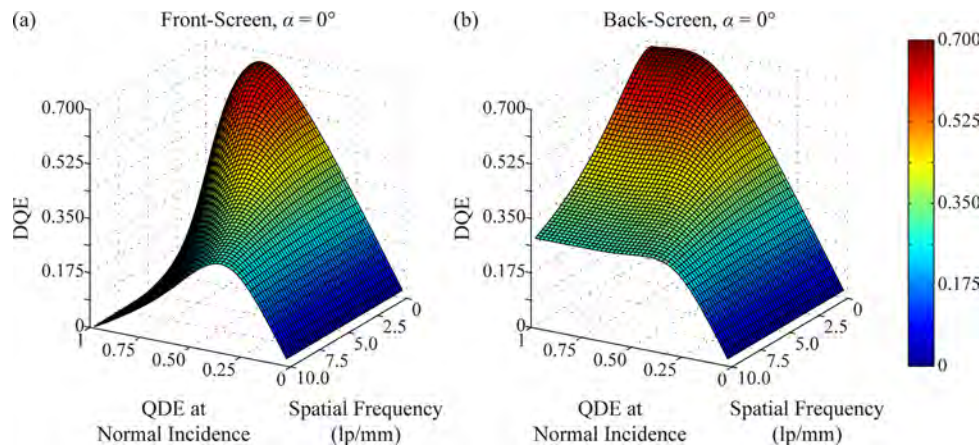 (a) Front-Screen, α = 0°
(b) Back-Screen, α = 0°
0.700
0.525
0.350
0.175
0
DQE
1
0.75
0.50
0.25
0
QDE at
Normal Incidence
10.0
7.5
5.0
2.5
0
Spatial Frequency
(lp/mm)
0.700
0.525
0.350
0.175
0
DQE
1
0.75
0.50
0.25
0
QDE at
Normal Incidence
10.0
7.5
5.0
2.5
0
Spatial Frequency
(lp/mm)
0.700
0.525
0.350
0.175
0